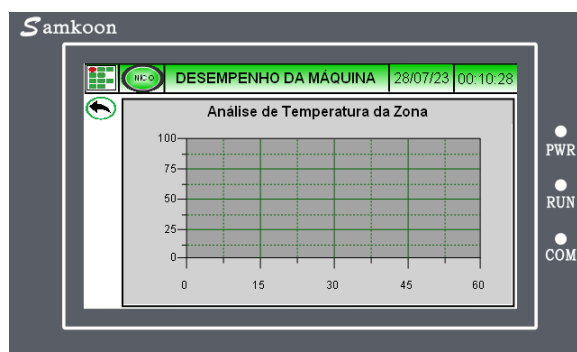 Samkoon
NICO DESEMPENHO DA MÁQUINA 28/07/23 00:10:28
Análise de Temperatura da Zona
100
75
50
25
0
0 15 30 45 60
PWR
RUN
COM